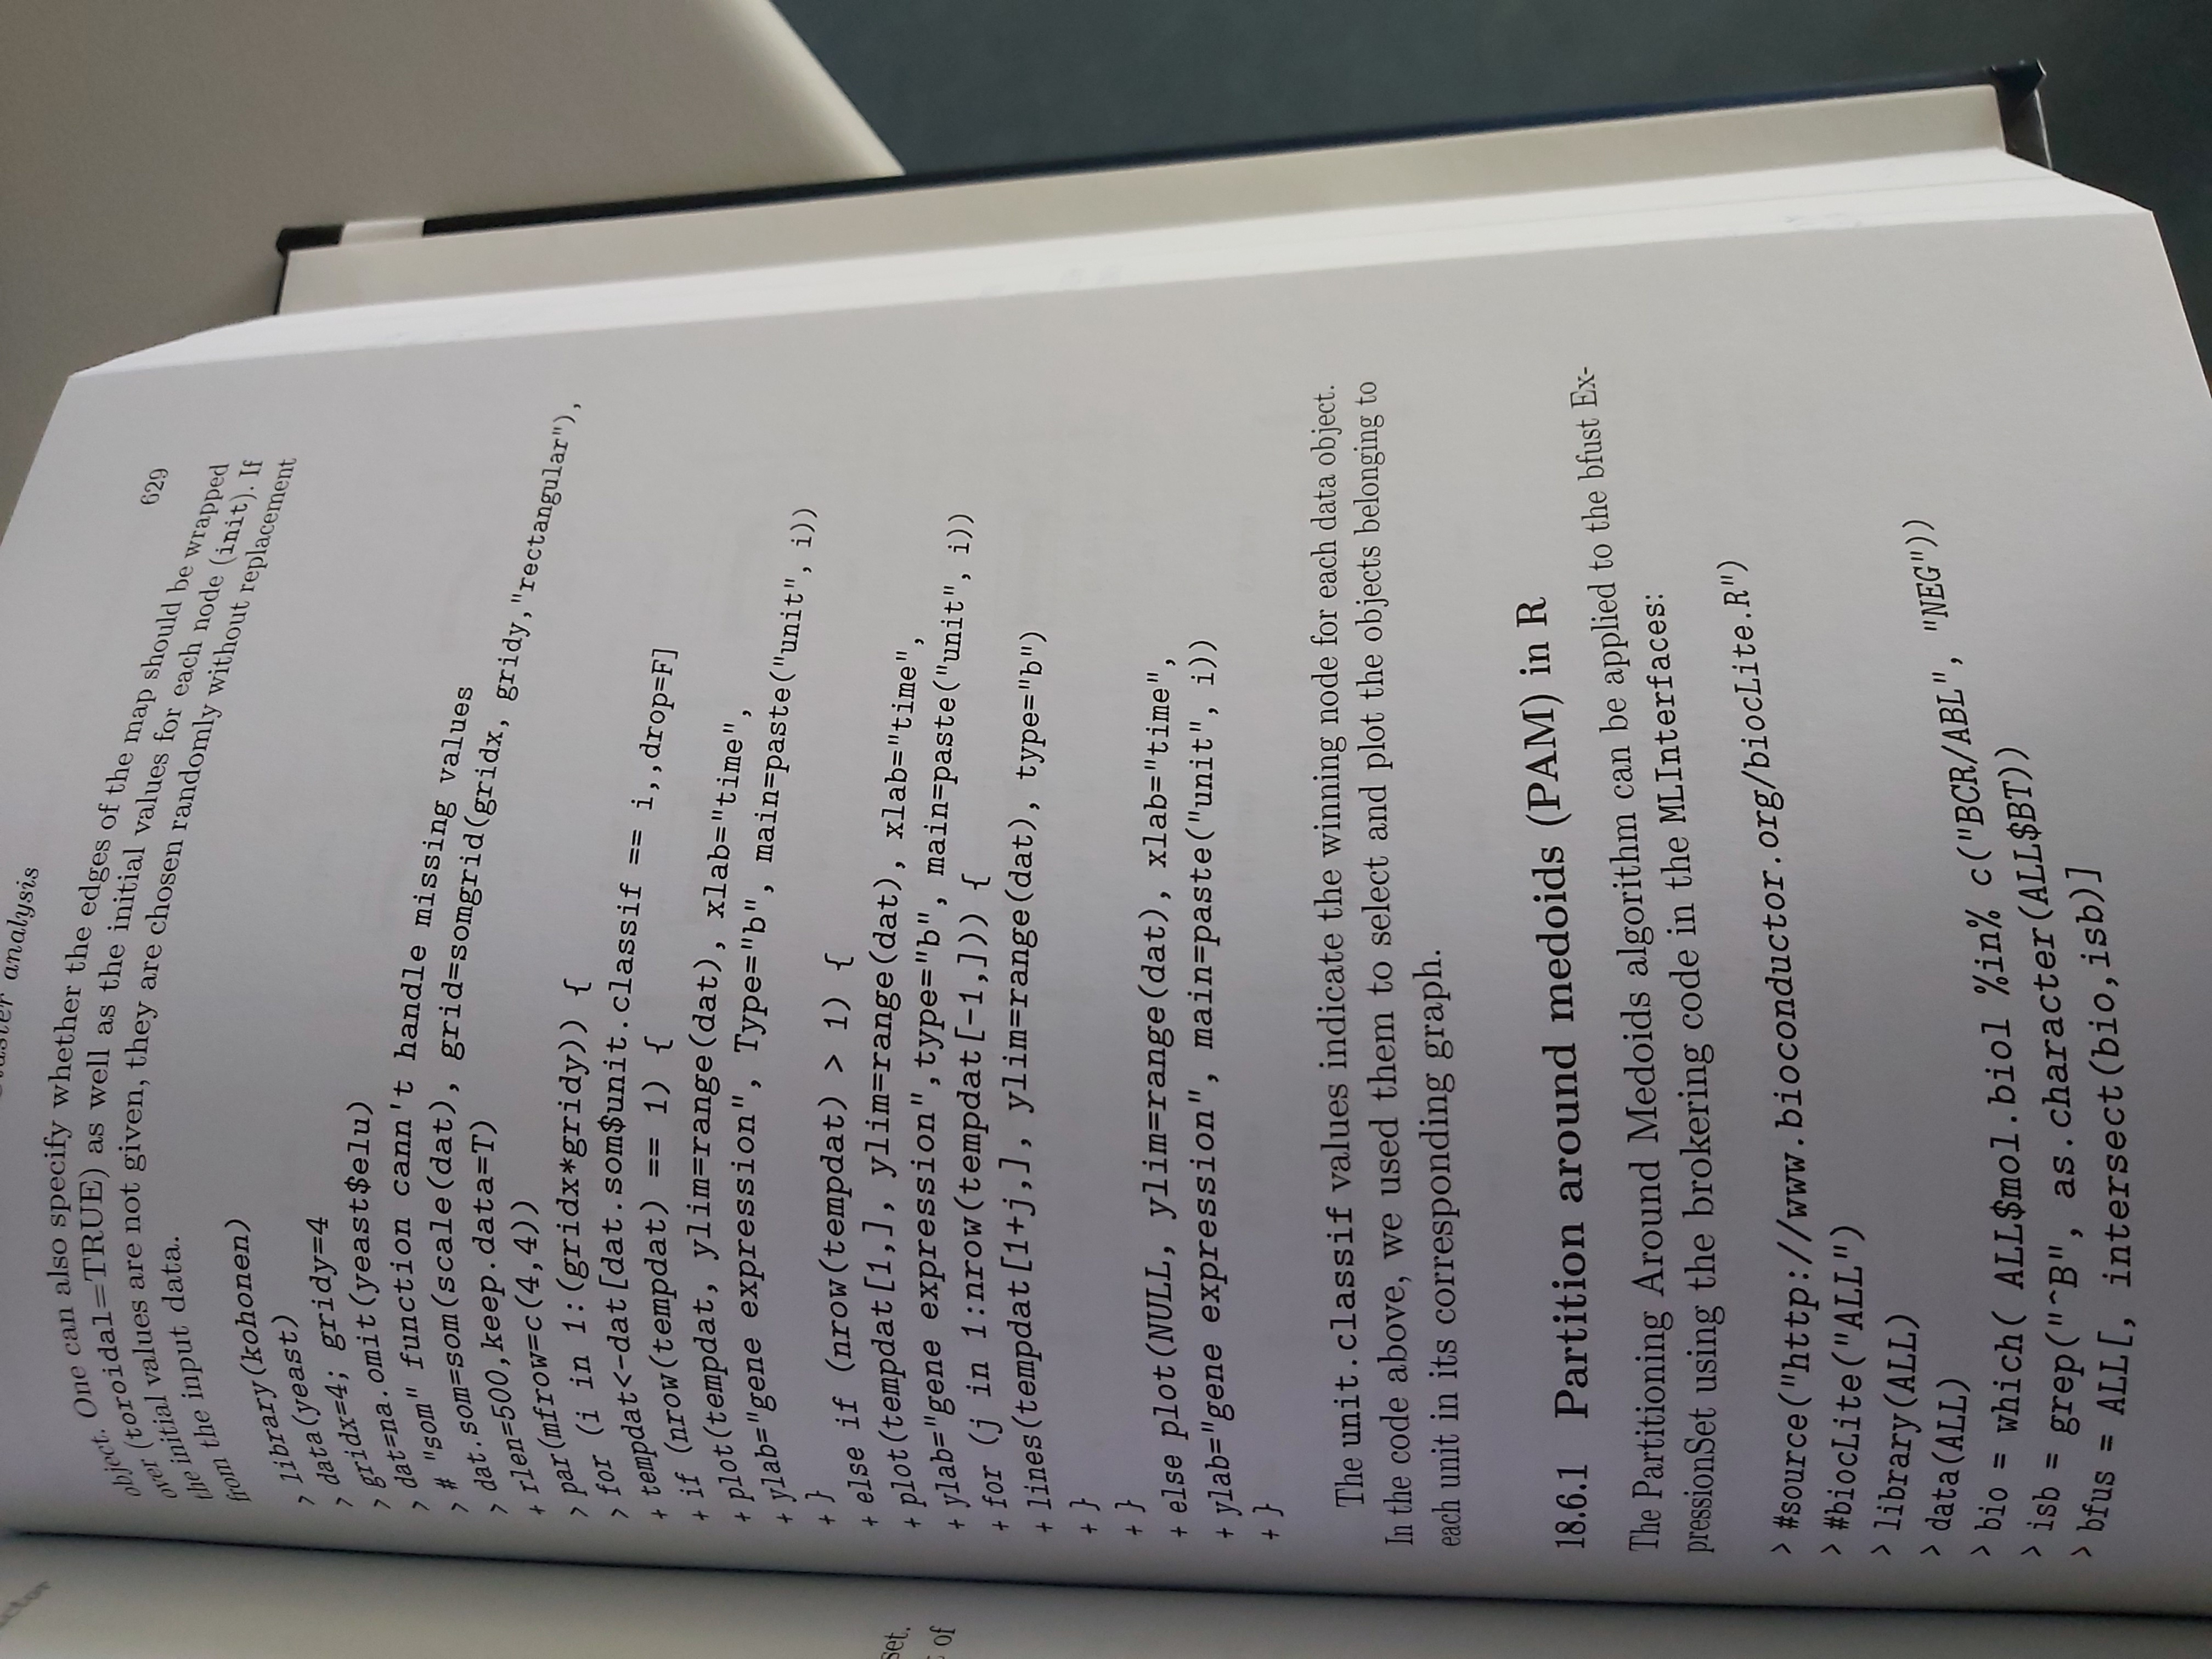 analysis
629
object. One can also specify whether the edges of the map should be wrapped
over (toroidal=TRUE) as well as the initial values for each node (init). If
the initial values are not given, they are chosen randomly without replacement
from the input data.
> library(kohonen)
> data(yeast)
> gridx=4; gridy=4
> dat=na.omit(yeast$elu)
> # "som" function cann't handle missing values
> dat.som=som(scale(dat), grid=somgrid(gridx, gridy,"rectangular"),
+ rlen=500,keep.data=T)
> par(mfrow=c(4,4))
> for (i in 1:(gridx*gridy)) {
+ tempdat<-dat[dat.som$unit.classif == i,,drop=F]
+ if (nrow(tempdat) == 1) {
+ plot(tempdat, ylim=range(dat), xlab="time",
+ ylab="gene expression", Type="b", main=paste("unit", i))
+ }
+ else if (nrow(tempdat) > 1) {
+ plot(tempdat[1,], ylim=range(dat), xlab="time",
+ ylab="gene expression",type="b", main=paste("unit", i))
+ for (j in 1:nrow(tempdat[-1,])) {
+ lines(tempdat[1+j,], ylim=range(dat), type="b")
+ }
+ }
+ else plot(NULL, ylim=range(dat), xlab="time",
+ ylab="gene expression", main=paste("unit", i))
+ }
The unit.classif values indicate the winning node for each data object.
In the code above, we used them to select and plot the objects belonging to
each unit in its corresponding graph.
18.6.1 Partition around medoids (PAM) in R
The Partitioning Around Medoids algorithm can be applied to the bfust Ex-
pressionSet using the brokering code in the MLInterfaces:
> #source("http://www.bioconductor.org/biocLite.R")
> #biocLite("ALL")
> library(ALL)
> data(ALL)
> bio = which( ALL$mol.biol %in% c("BCR/ABL", "NEG"))
> isb = grep("^B", as.character(ALL$BT))
> bfus = ALL[, intersect(bio,isb)]
set.
of